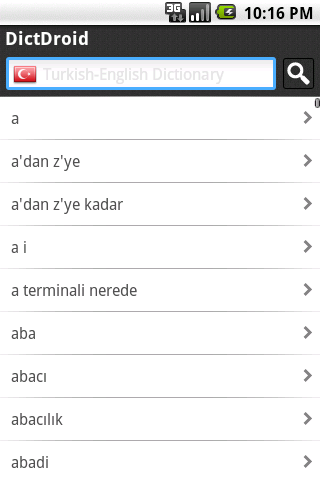 3G
10:16 PM
DictDroid
Turkish-English Dictionary
a
a'dan z'ye
a'dan z'ye kadar
a i
a terminali nerede
aba
abacı
abacılık
abadi